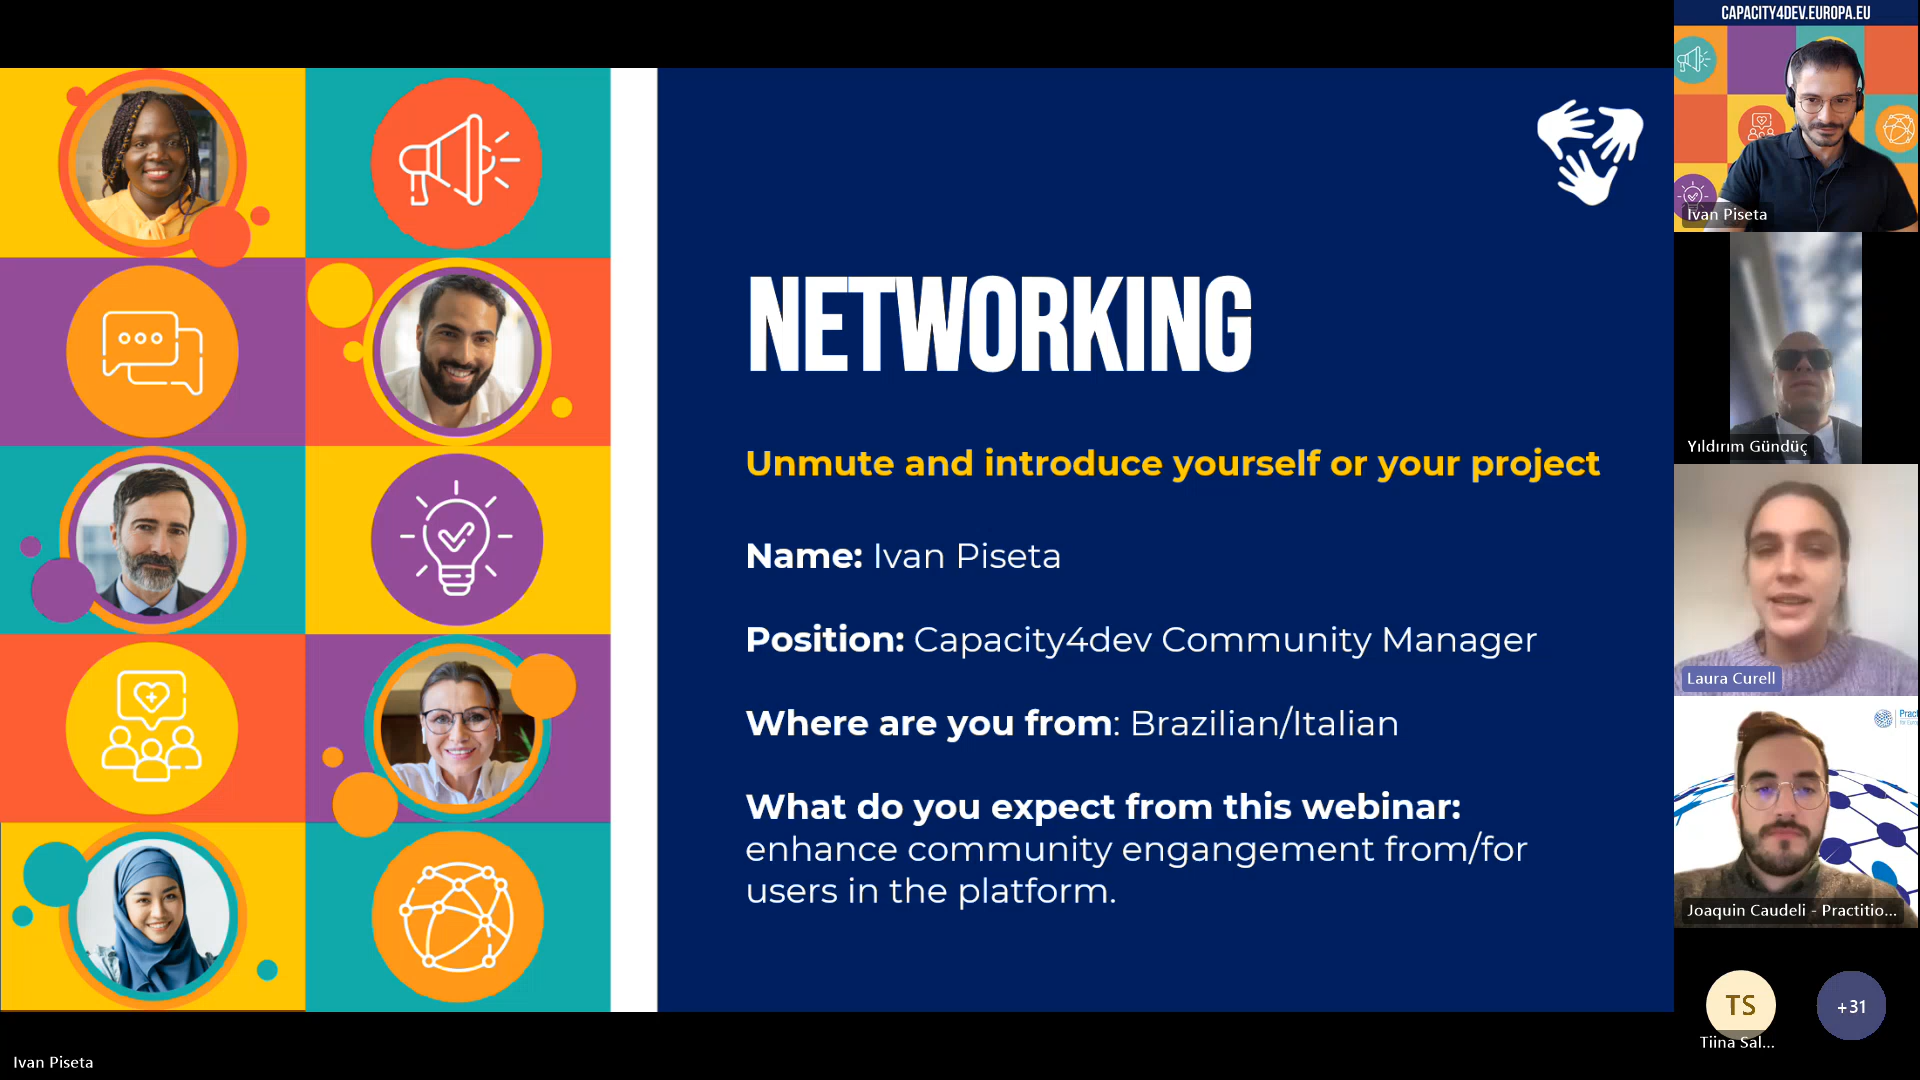 CAPACITY4DEV.EUROPA.EU
Ivan Piseta
Yıldırım Gündüç
Laura Curell
Joaquin Caudeli - Practitio...
TS
Tiina Sal...
+31
NETWORKING
Unmute and introduce yourself or your project
Name: Ivan Piseta
Position: Capacity4dev Community Manager
Where are you from: Brazilian/Italian
What do you expect from this webinar:
enhance community engangement from/for
users in the platform.
Ivan Piseta